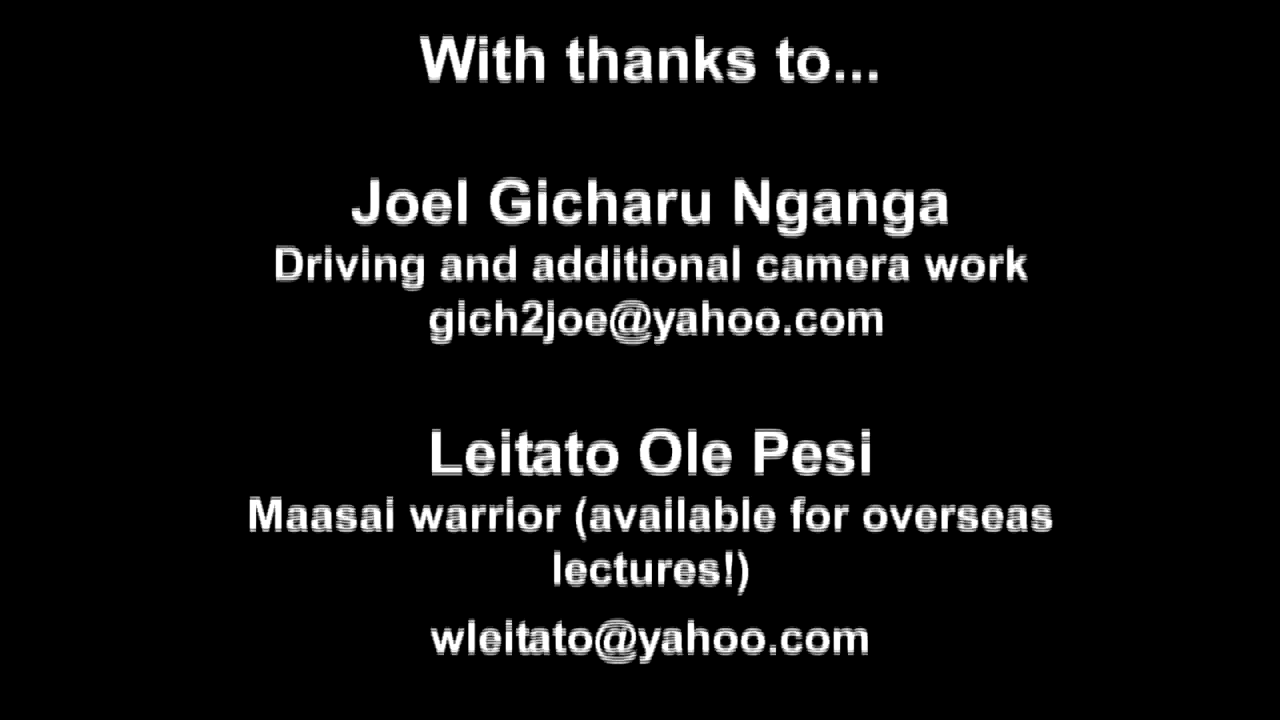 With thanks to...
Joel Gicharu Nganga
Driving and additional camera work
gich2joe@yahoo.com
Leitato Ole Pesi
Maasai warrior (available for overseas
lectures!)
wleitato@yahoo.com